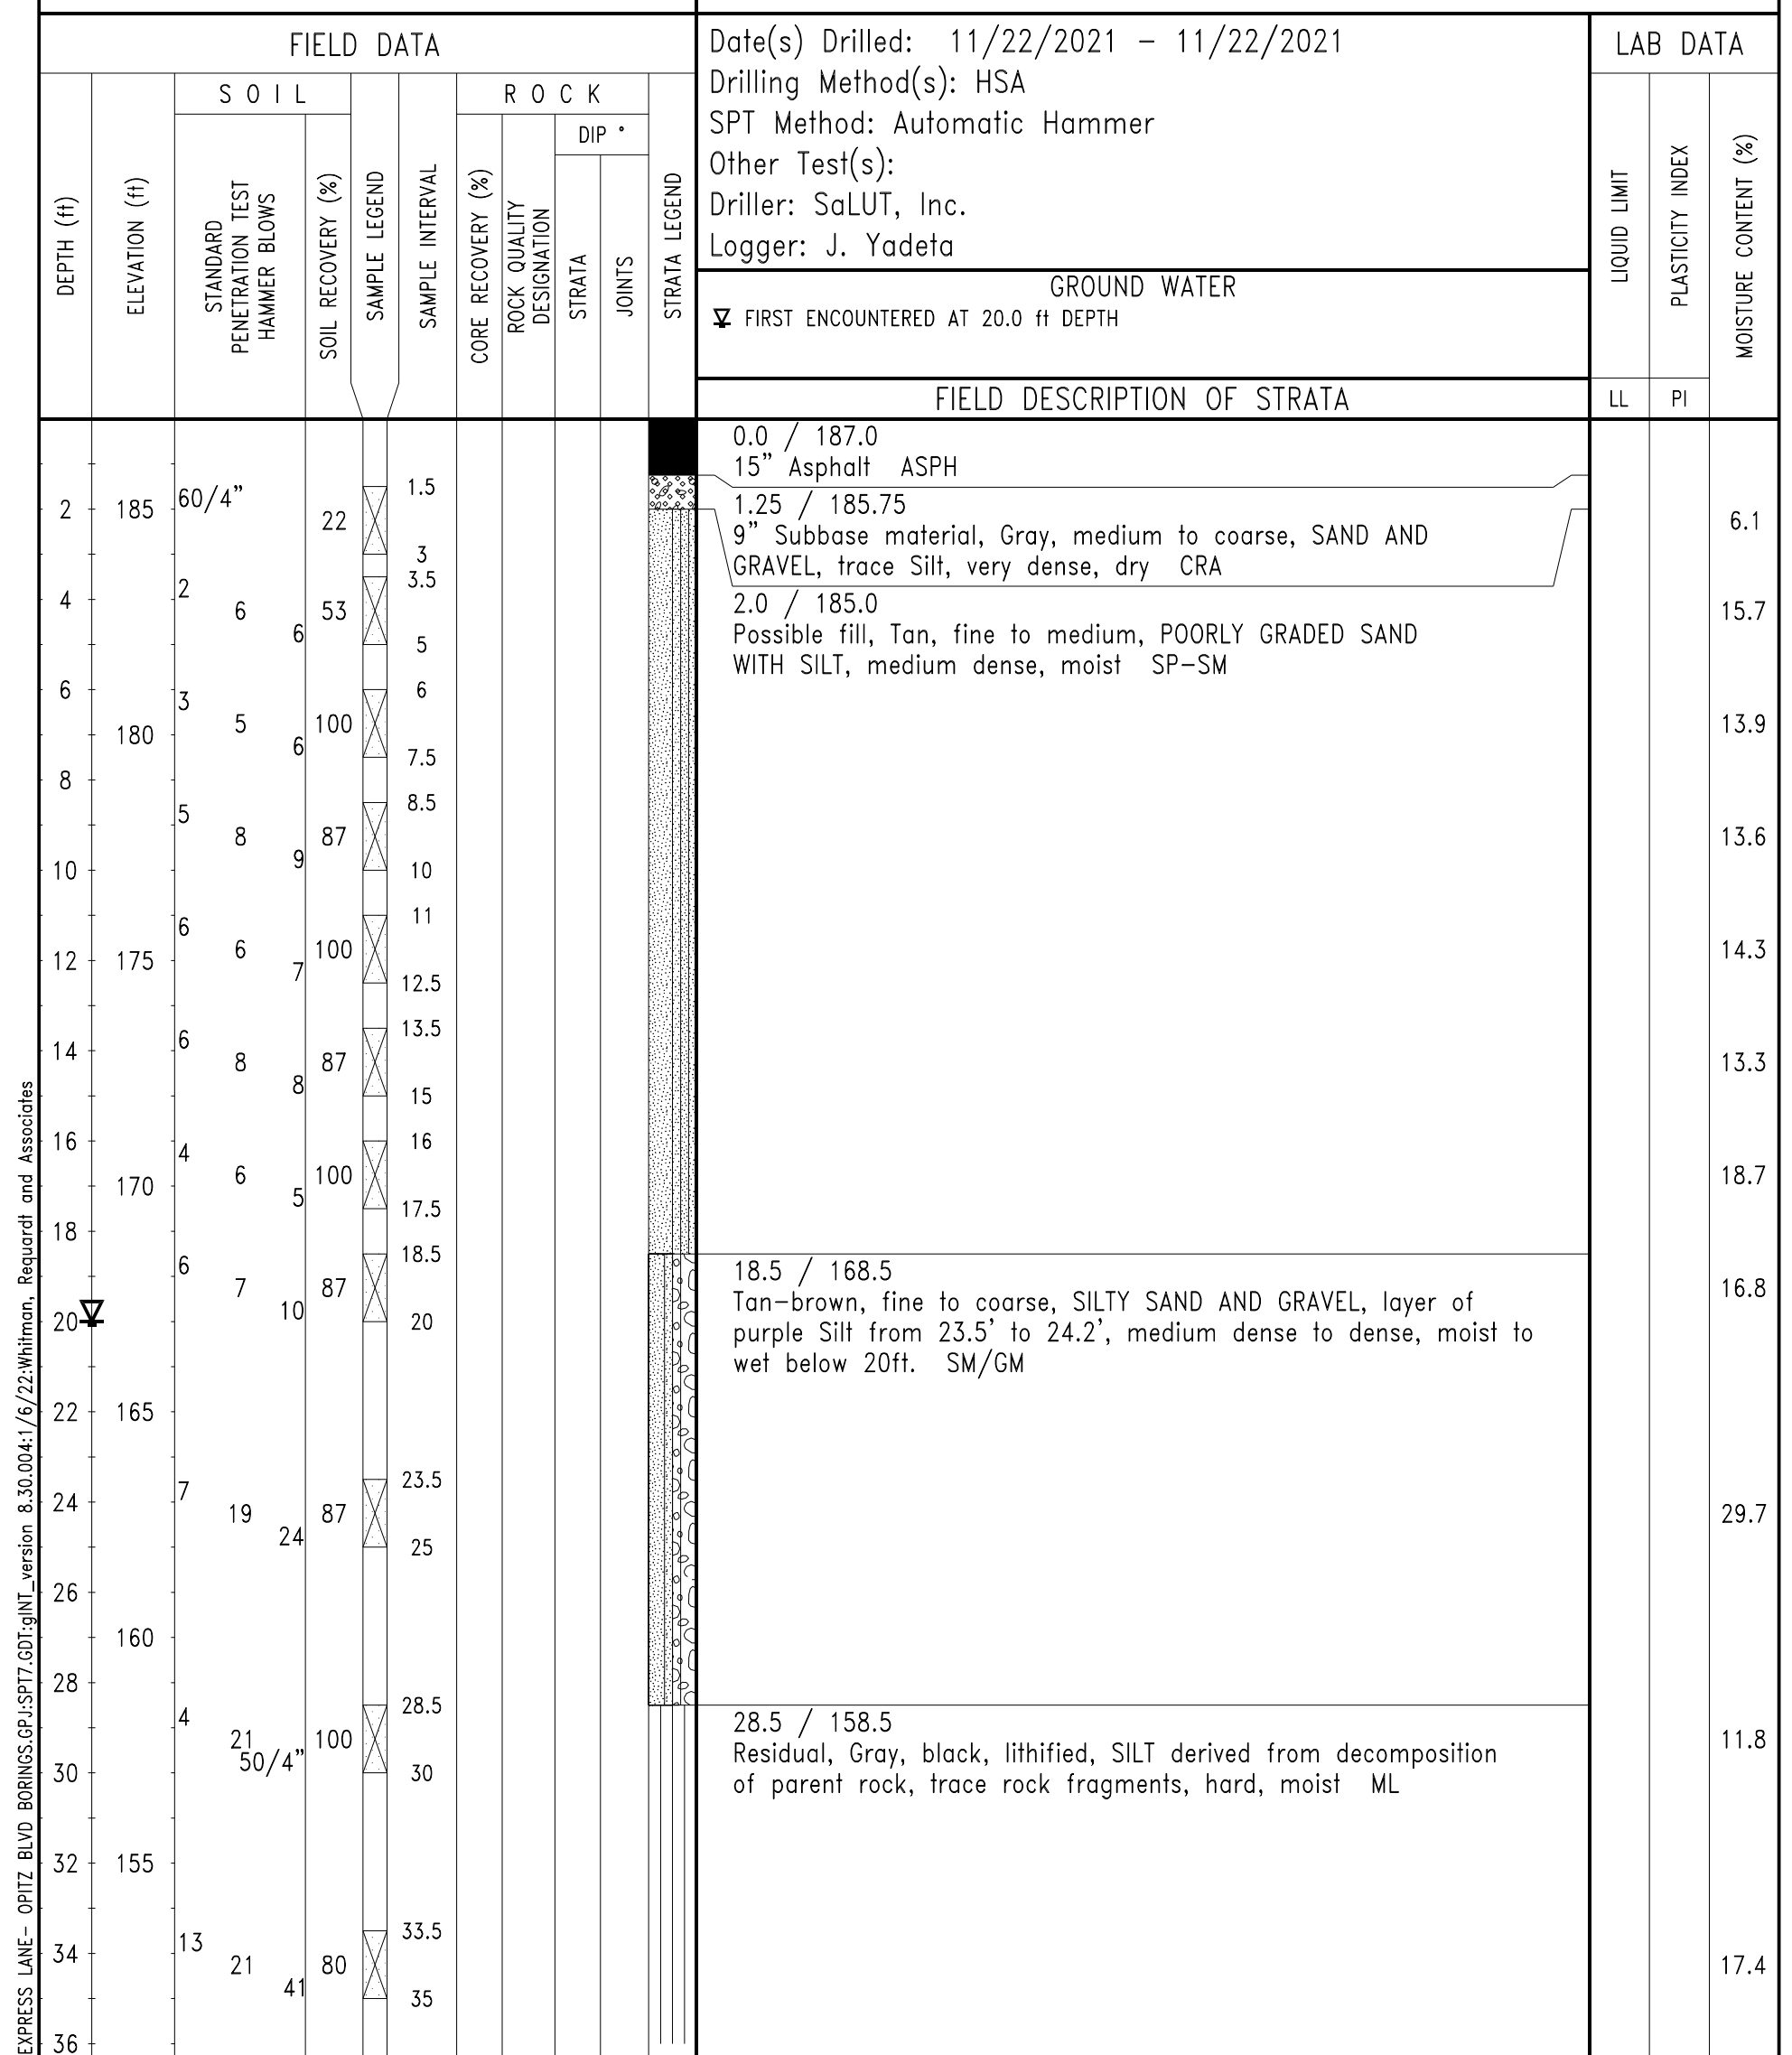 FIELD DATA
SOIL
ROCK
DIP °
DEPTH (ft)
ELEVATION (ft)
STANDARD
PENETRATION TEST
HAMMER BLOWS
SOIL RECOVERY (%)
SAMPLE LEGEND
SAMPLE INTERVAL
CORE RECOVERY (%)
ROCK QUALITY
DESIGNATION
STRATA
JOINTS
STRATA LEGEND
Date(s) Drilled: 11/22/2021 - 11/22/2021
Drilling Method(s): HSA
SPT Method: Automatic Hammer
Other Test(s):
Driller: SaLUT, Inc.
Logger: J. Yadeta
GROUND WATER
FIRST ENCOUNTERED AT 20.0 ft DEPTH
FIELD DESCRIPTION OF STRATA
LAB DATA
LIQUID LIMIT
PLASTICITY INDEX
MOISTURE CONTENT (%)
LL PI
0.0 / 187.0
15" Asphalt ASPH
1.5
60/4"
2 185 22 6.1
1.25 / 185.75
9" Subbase material, Gray, medium to coarse, SAND AND
GRAVEL, trace Silt, very dense, dry CRA
3
3.5
2
4 6 53 15.7
6
5
2.0 / 185.0
Possible fill, Tan, fine to medium, POORLY GRADED SAND
WITH SILT, medium dense, moist SP-SM
6 6
3
180 5 100 13.9
6
7.5
8 8.5
5
8 87 13.6
9
10 10
11
6
12 175 6 100 14.3
7
12.5
13.5
6
14 8 87 13.3
8
15
16 16
4
170 6 100 18.7
5
17.5
18 18.5
6
7 87 16.8
10
20 20
18.5 / 168.5
Tan-brown, fine to coarse, SILTY SAND AND GRAVEL, layer of
purple Silt from 23.5' to 24.2', medium dense to dense, moist to
wet below 20ft. SM/GM
22 165
23.5
7
24 19 87 29.7
24
25
26
160
28 28.5
4
21 100 11.8
50/4"
30 30
28.5 / 158.5
Residual, Gray, black, lithified, SILT derived from decomposition
of parent rock, trace rock fragments, hard, moist ML
32 155
33.5
13
34 21 80 17.4
41
35
36
EXPRESS LANE- OPITZ BLVD BORINGS.GPJ:SPT7.GDT:gINT_version 8.30.004:1/6/22:Whitman, Requardt and Associates